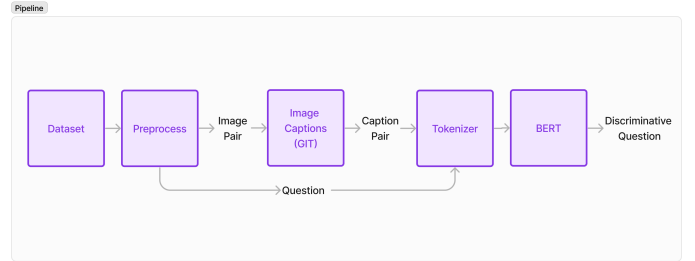 Pipeline
Dataset
Preprocess
Image
Pair
Image
Captions
(GIT)
Caption
Pair
Tokenizer
BERT
Discriminative
Question
Question